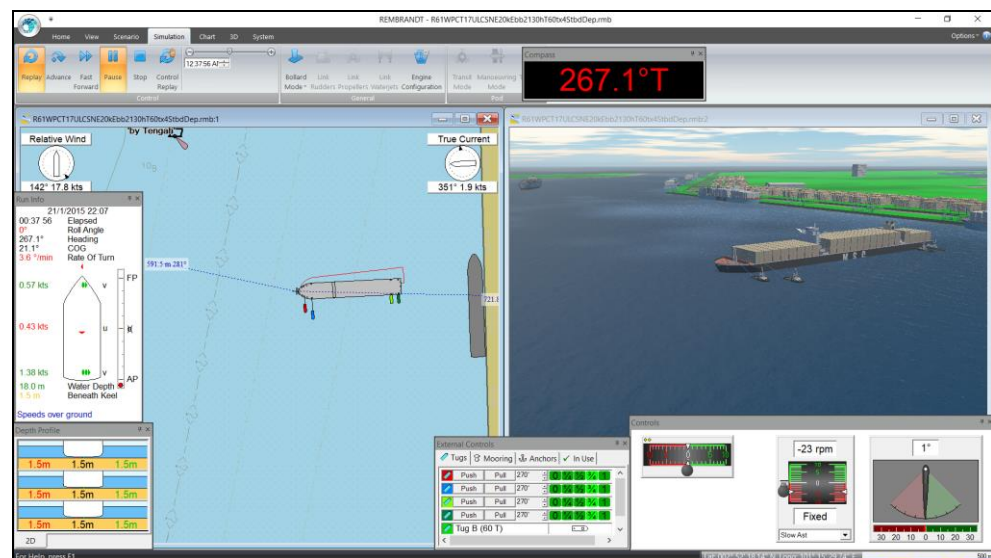 REMBRANDT - R61WPCT17ULCSNE20kEbb2130hT60tx4StbdDep.rmb
Home View Scenario Simulation Chart 3D System
Options
12:37:56 AM
Replay Advance Fast Forward Pause Stop Control Replay
Bollard Mode Link Rudders Link Propellers Link Waterjets Engine Configuration
Transit Mode Manoeuvring Mode
Control General Pod
Compass
267.1°T
R61WPCT17ULCSNE20kEbb2130hT60tx4StbdDep.rmb:1
R61WPCT17ULCSNE20kEbb2130hT60tx4StbdDep.rmb:2
by Tengah
Relative Wind
142° 17.8 kts
True Current
351° 1.9 kts
591.5 m 281°
721.8
M S C
Run Info
21/1/2015 22:07
00:37 56 Elapsed
0° Roll Angle
267.1° Heading
21.1° COG
3.6 °/min Rate Of Turn
FP
0.57 kts v
0.43 kts u
1.38 kts v
AP
18.0 m Water Depth
1.5 m Beneath Keel
Speeds over ground
Depth Profile
1.5m 1.5m 1.5m
1.5m 1.5m 1.5m
1.5m 1.5m 1.5m
2D
External Controls
Tugs Mooring Anchors In Use
Push Pull 270°
Push Pull 270°
Push Pull 270°
Push Pull 270°
Tug B (60 T)
Controls
0
-23 rpm
0
Fixed
Slow Ast
1°
30 20 10 0 10 20 30
For Help, press F1